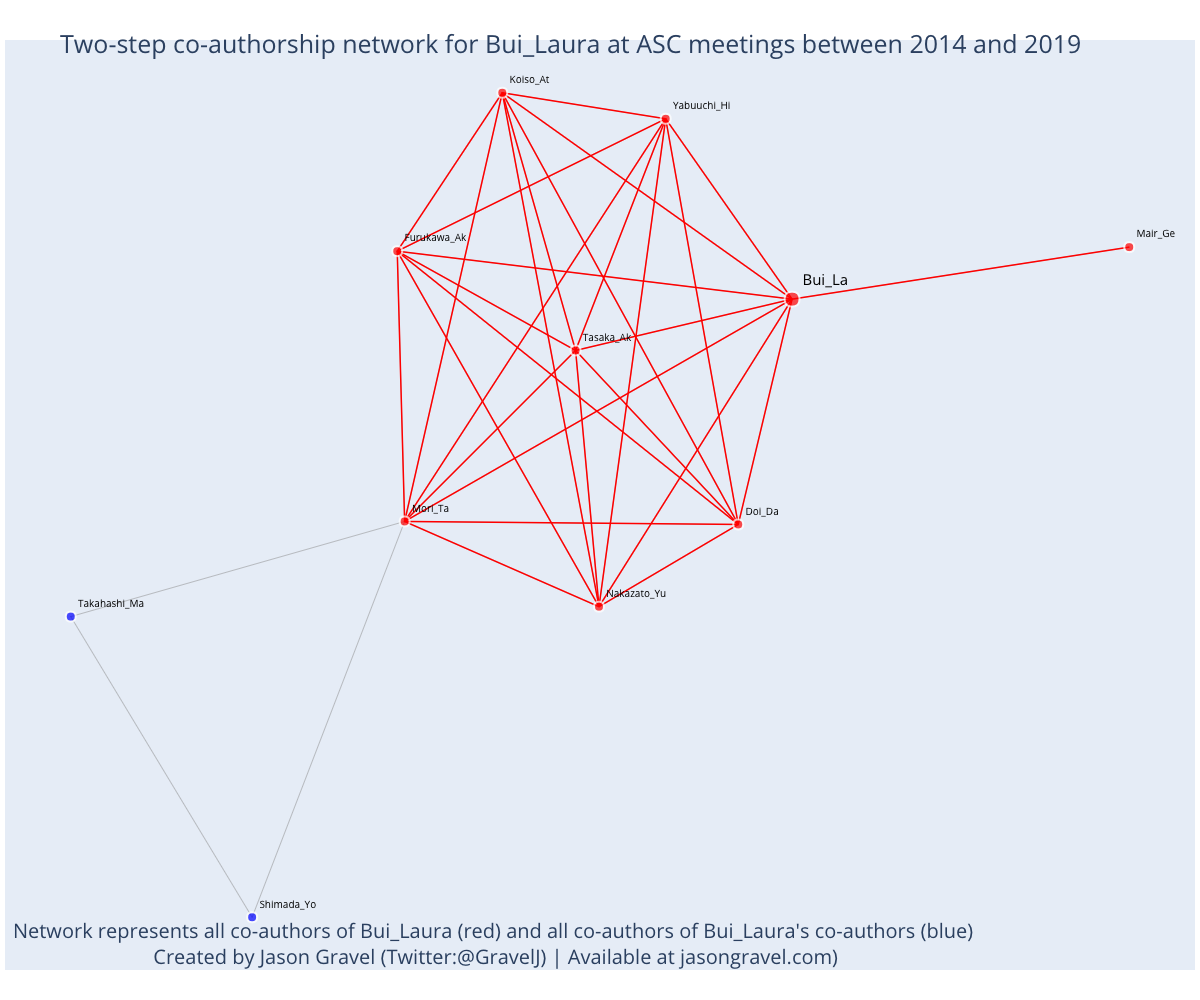 Two-step co-authorship network for Bui_Laura at ASC meetings between 2014 and 2019
Koiso_At
Yabuuchi_Hi
Mair_Ge
Furukawa_Ak
Bui_La
Tasaka_Ak
Mori_Ta
Doi_Da
Nakazato_Yu
Takahashi_Ma
Shimada_Yo
Network represents all co-authors of Bui_Laura (red) and all co-authors of Bui_Laura's co-authors (blue)
Created by Jason Gravel (Twitter:@GravelJ) | Available at jasongravel.com)